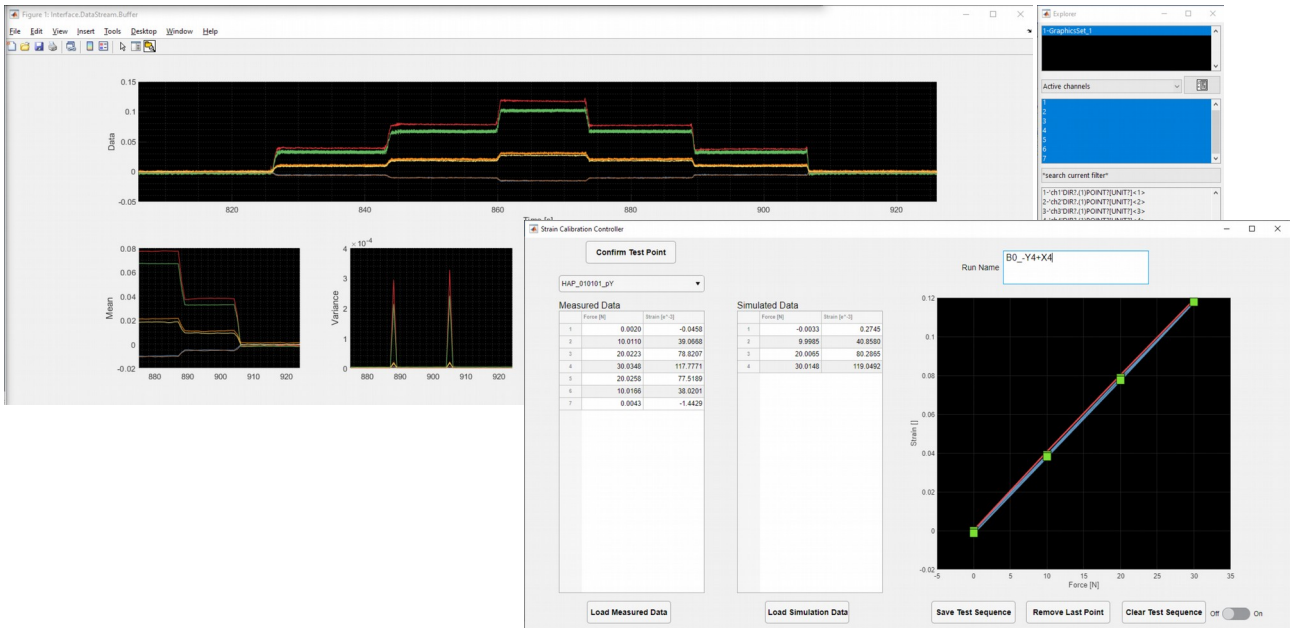 Figure 1: Interface.DataStream.Buffer
File Edit View Insert Tools Desktop Window Help
0.15
0.1
0.05
0
-0.05
Data
820 840 860 880 900 920
0.08
0.06
0.04
0.02
0
-0.02
Mean
880 890 900 910 920
×10-4
4
3
2
1
0
Variance
880 890 900 910 920
Explorer
1-GraphicsSet_1
Active channels
1
2
3
4
5
6
7
*search current filter*
1-'ch1'DIR?.(1)POINT?[UNIT?]<1>
2-'ch2'DIR?.(1)POINT?[UNIT?]<2>
3-'ch3'DIR?.(1)POINT?[UNIT?]<3>
Strain Calibration Controller
Confirm Test Point
HAP_010101_pY
Run Name
B0_-Y4+X4
Measured Data
Force [N] Strain [e^-3]
1 0.0020 -0.0458
2 10.0110 39.0668
3 20.0223 78.8207
4 30.0348 117.7771
5 20.0258 77.5189
6 10.0166 38.0201
7 0.0043 -1.4429
Simulated Data
Force [N] Strain [e^-3]
1 -0.0033 0.2745
2 9.9985 40.8580
3 20.0065 80.2865
4 30.0148 119.0492
0.12
0.1
0.08
0.06
0.04
0.02
0
-0.02
Strain []
-5 0 5 10 15 20 25 30 35
Force [N]
Load Measured Data
Load Simulation Data
Save Test Sequence
Remove Last Point
Clear Test Sequence
Off On